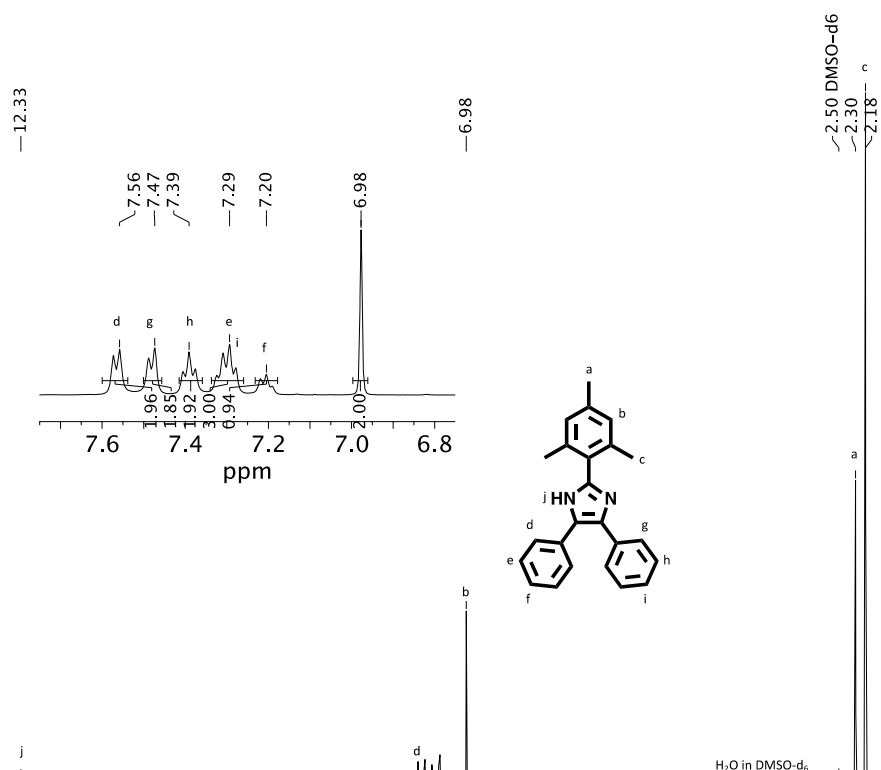 12.33
6.98
2.50 DMSO-d6
2.30
2.18
c
7.56
7.47
7.39
7.29
7.20
6.98
d
g
h
e
i
f
1.96
1.85
1.92
3.00
0.94
2.00
7.6
7.4
7.2
7.0
6.8
ppm
a
b
c
j HN
N
d
g
e
h
f
i
a
b
j
d
H2O in DMSO-d6